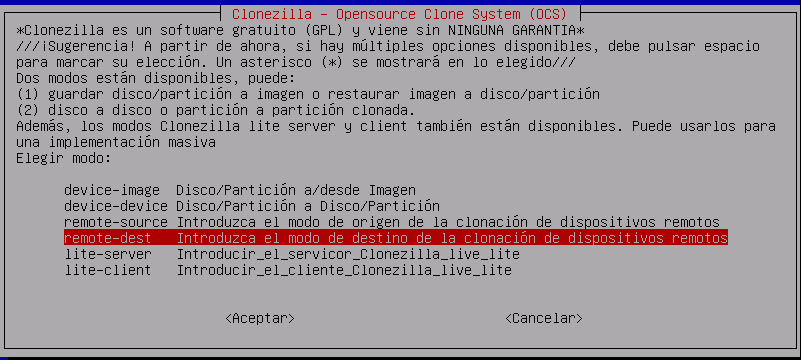 Clonezilla - Opensource Clone System (OCS)
*Clonezilla es un software gratuito (GPL) y viene sin NINGUNA GARANTIA*
///¡Sugerencia! A partir de ahora, si hay múltiples opciones disponibles, debe pulsar espacio
para marcar su elección. Un asterisco (*) se mostrará en lo elegido///
Dos modos están disponibles, puede:
(1) guardar disco/partición a imagen o restaurar imagen a disco/partición
(2) disco a disco o partición a partición clonada.
Además, los modos Clonezilla lite server y client también están disponibles. Puede usarlos para
una implementación masiva
Elegir modo:
device-image Disco/Partición a/desde Imagen
device-device Disco/Partición a Disco/Partición
remote-source Introduzca el modo de origen de la clonación de dispositivos remotos
remote-dest Introduzca el modo de destino de la clonación de dispositivos remotos
lite-server Introducir_el_servicor_Clonezilla_live_lite
lite-client Introducir_el_cliente_Clonezilla_live_lite
<Aceptar> <Cancelar>